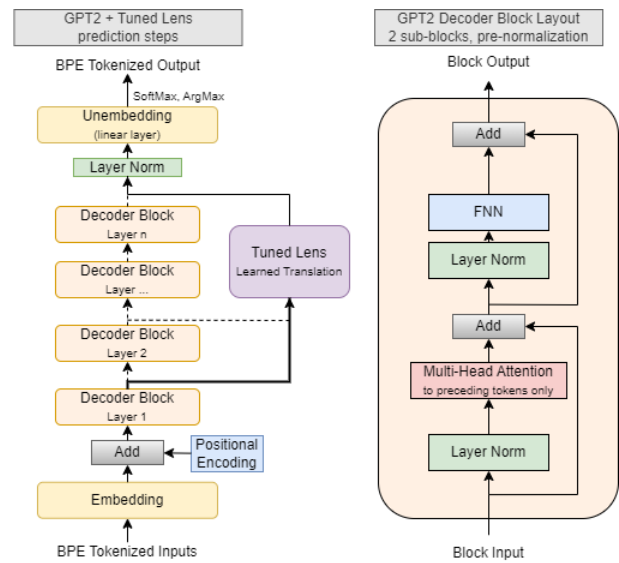 GPT2 + Tuned Lens
prediction steps
BPE Tokenized Output
SoftMax, ArgMax
Unembedding
(linear layer)
Layer Norm
Decoder Block
Layer n
Decoder Block
Layer ...
Tuned Lens
Learned Translation
Decoder Block
Layer 2
Decoder Block
Layer 1
Add
Positional
Encoding
Embedding
BPE Tokenized Inputs
GPT2 Decoder Block Layout
2 sub-blocks, pre-normalization
Block Output
Add
FNN
Layer Norm
Add
Multi-Head Attention
to preceding tokens only
Layer Norm
Block Input